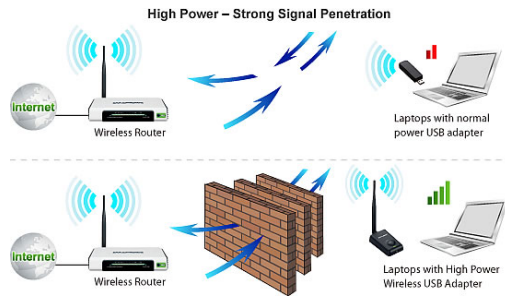 High Power – Strong Signal Penetration
Internet
Wireless Router
Laptops with normal
power USB adapter
Internet
Wireless Router
Laptops with High Power
Wireless USB Adapter